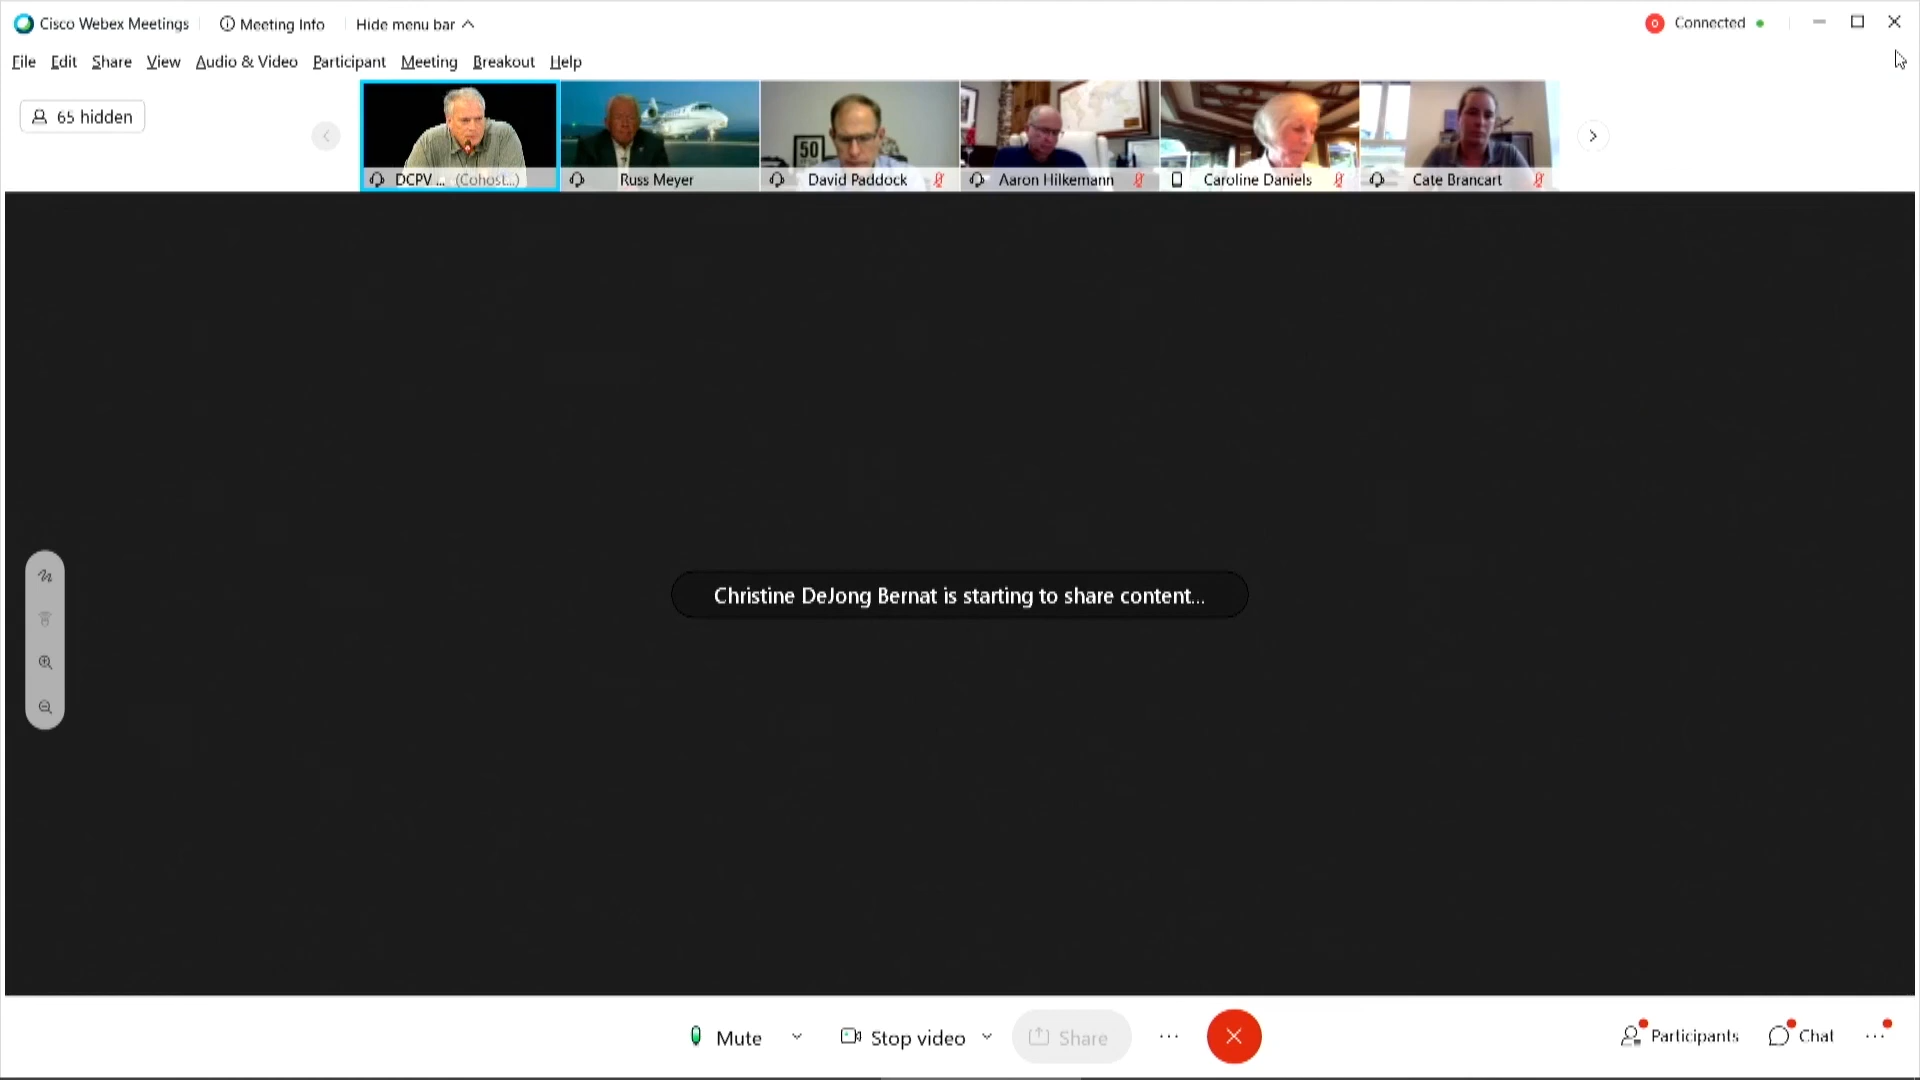 Cisco Webex Meetings
Meeting Info
Hide menu bar
Connected
File Edit Share View Audio & Video Participant Meeting Breakout Help
65 hidden
50
DCPV ... (Cohost...)
Russ Meyer
David Paddock
Aaron Hilkemann
Caroline Daniels
Cate Brancart
Christine DeJong Bernat is starting to share content...
Mute
Stop video
Share
...
Participants
Chat
...